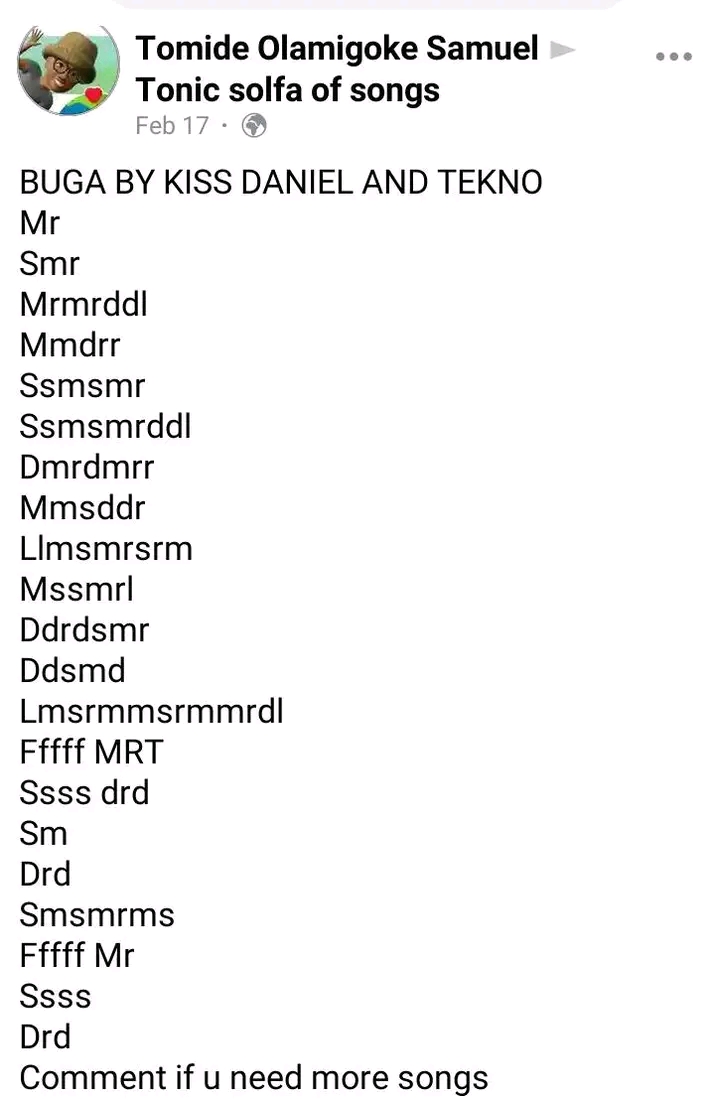 Tomide Olamigoke Samuel
Tonic solfa of songs
Feb 17 ·
BUGA BY KISS DANIEL AND TEKNO
Mr
Smr
Mrmrddl
Mmdrr
Ssmsmr
Ssmsmrddl
Dmrdmrr
Mmsddr
Llmsmrsrm
Mssmrl
Ddrdsmr
Ddsmd
Lmsrmmsrmmrdl
Fffff MRT
Ssss drd
Sm
Drd
Smsmrms
Fffff Mr
Ssss
Drd
Comment if u need more songs